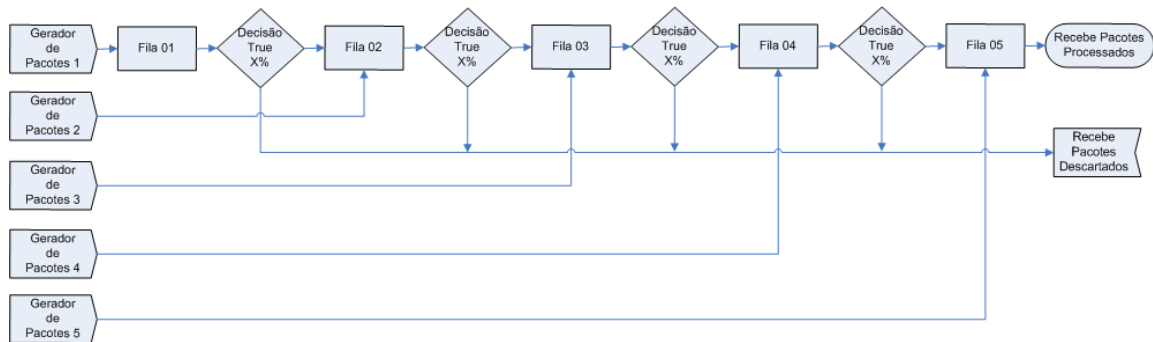 Gerador
de
Pacotes 1
Fila 01
Decisão
True
X%
Fila 02
Decisão
True
X%
Fila 03
Decisão
True
X%
Fila 04
Decisão
True
X%
Fila 05
Recebe Pacotes
Processados
Gerador
de
Pacotes 2
Recebe
Pacotes
Descartados
Gerador
de
Pacotes 3
Gerador
de
Pacotes 4
Gerador
de
Pacotes 5